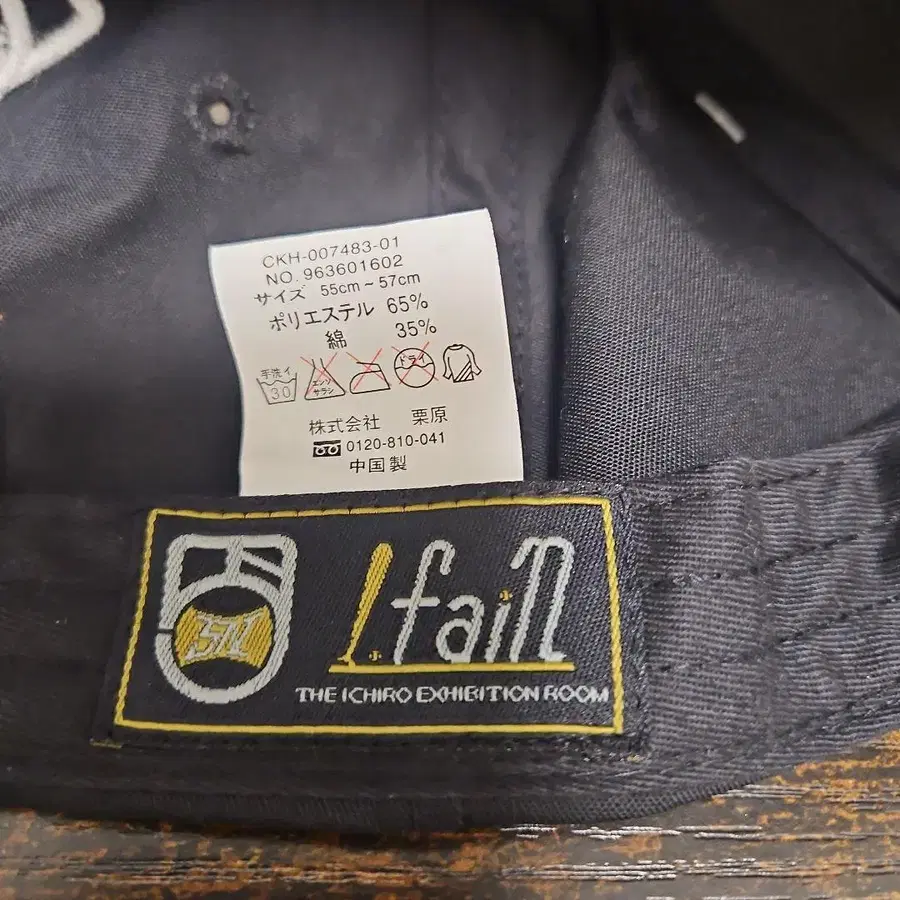 CKH-007483-01
NO. 963601602
サイズ 55cm～57cm
ポリエステル 65%
綿 35%
手洗イ 30 エンソ サラシ ドライ
株式会社 栗原
0120-810-041
中国製
51
I.fain
THE ICHIRO EXHIBITION ROOM